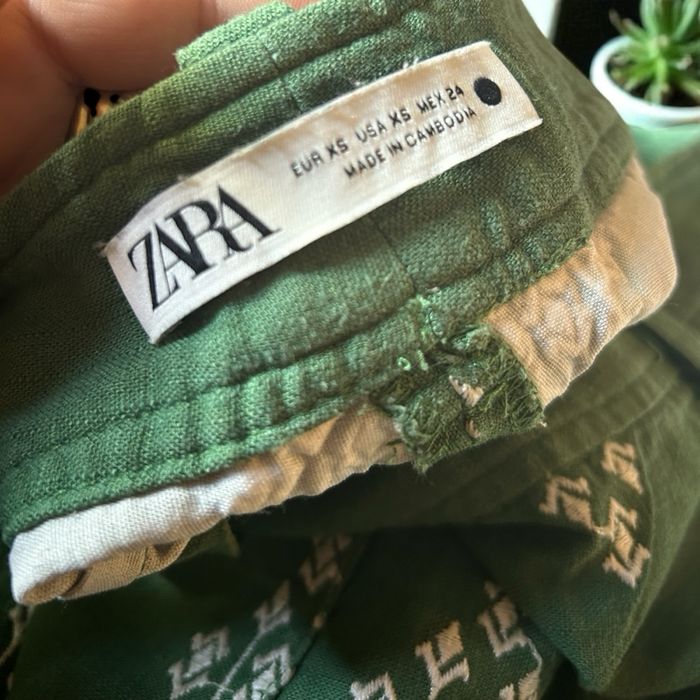 ZARA
EUR XS USA XS MEX 24
MADE IN CAMBODIA